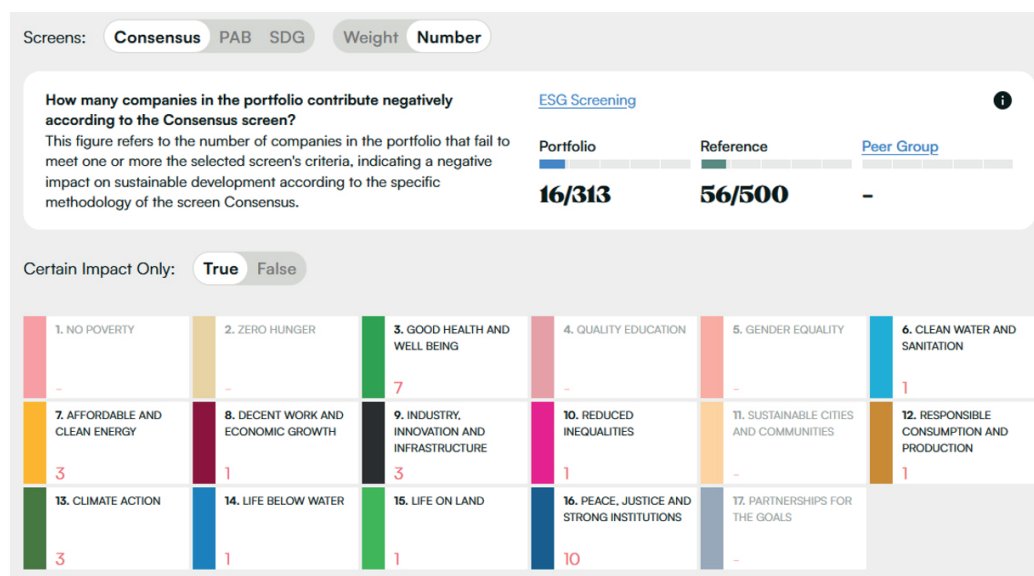 Screens: Consensus PAB SDG Weight Number
How many companies in the portfolio contribute negatively
according to the Consensus screen?
This figure refers to the number of companies in the portfolio that fail to
meet one or more the selected screen's criteria, indicating a negative
impact on sustainable development according to the specific
methodology of the screen Consensus.
ESG Screening
i
Portfolio Reference Peer Group
16/313 56/500 -
Certain Impact Only: True False
1. NO POVERTY
-
2. ZERO HUNGER
-
3. GOOD HEALTH AND
WELL BEING
7
4. QUALITY EDUCATION
-
5. GENDER EQUALITY
-
6. CLEAN WATER AND
SANITATION
1
7. AFFORDABLE AND
CLEAN ENERGY
3
8. DECENT WORK AND
ECONOMIC GROWTH
1
9. INDUSTRY,
INNOVATION AND
INFRASTRUCTURE
3
10. REDUCED
INEQUALITIES
1
11. SUSTAINABLE CITIES
AND COMMUNITIES
-
12. RESPONSIBLE
CONSUMPTION AND
PRODUCTION
1
13. CLIMATE ACTION
3
14. LIFE BELOW WATER
1
15. LIFE ON LAND
1
16. PEACE, JUSTICE AND
STRONG INSTITUTIONS
10
17. PARTNERSHIPS FOR
THE GOALS
-